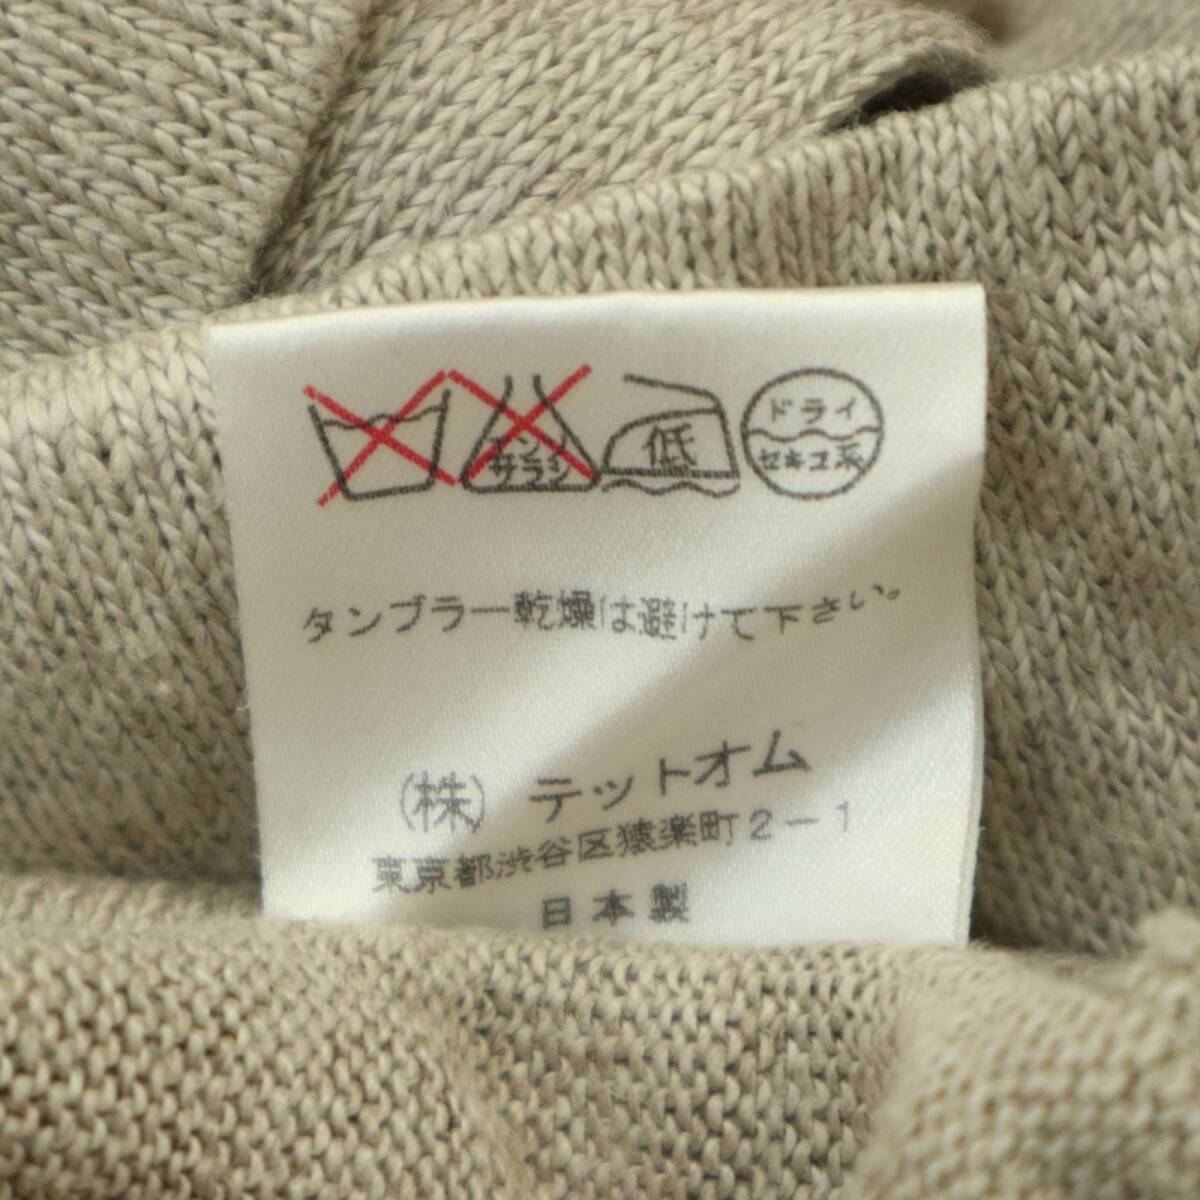 エンソ
サラシ
低
ドライ
セキユ系
タンブラー乾燥は避けて下さい。
(株) テットオム
東京都渋谷区猿楽町2-1
日本製